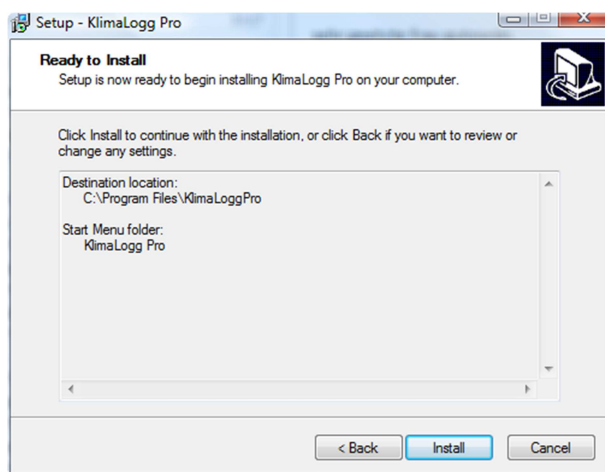 Setup - KlimaLogg Pro
Ready to Install
Setup is now ready to begin installing KlimaLogg Pro on your computer.
Click Install to continue with the installation, or click Back if you want to review or
change any settings.
Destination location:
C:\Program Files\KlimaLoggPro
Start Menu folder:
KlimaLogg Pro
< Back
Install
Cancel